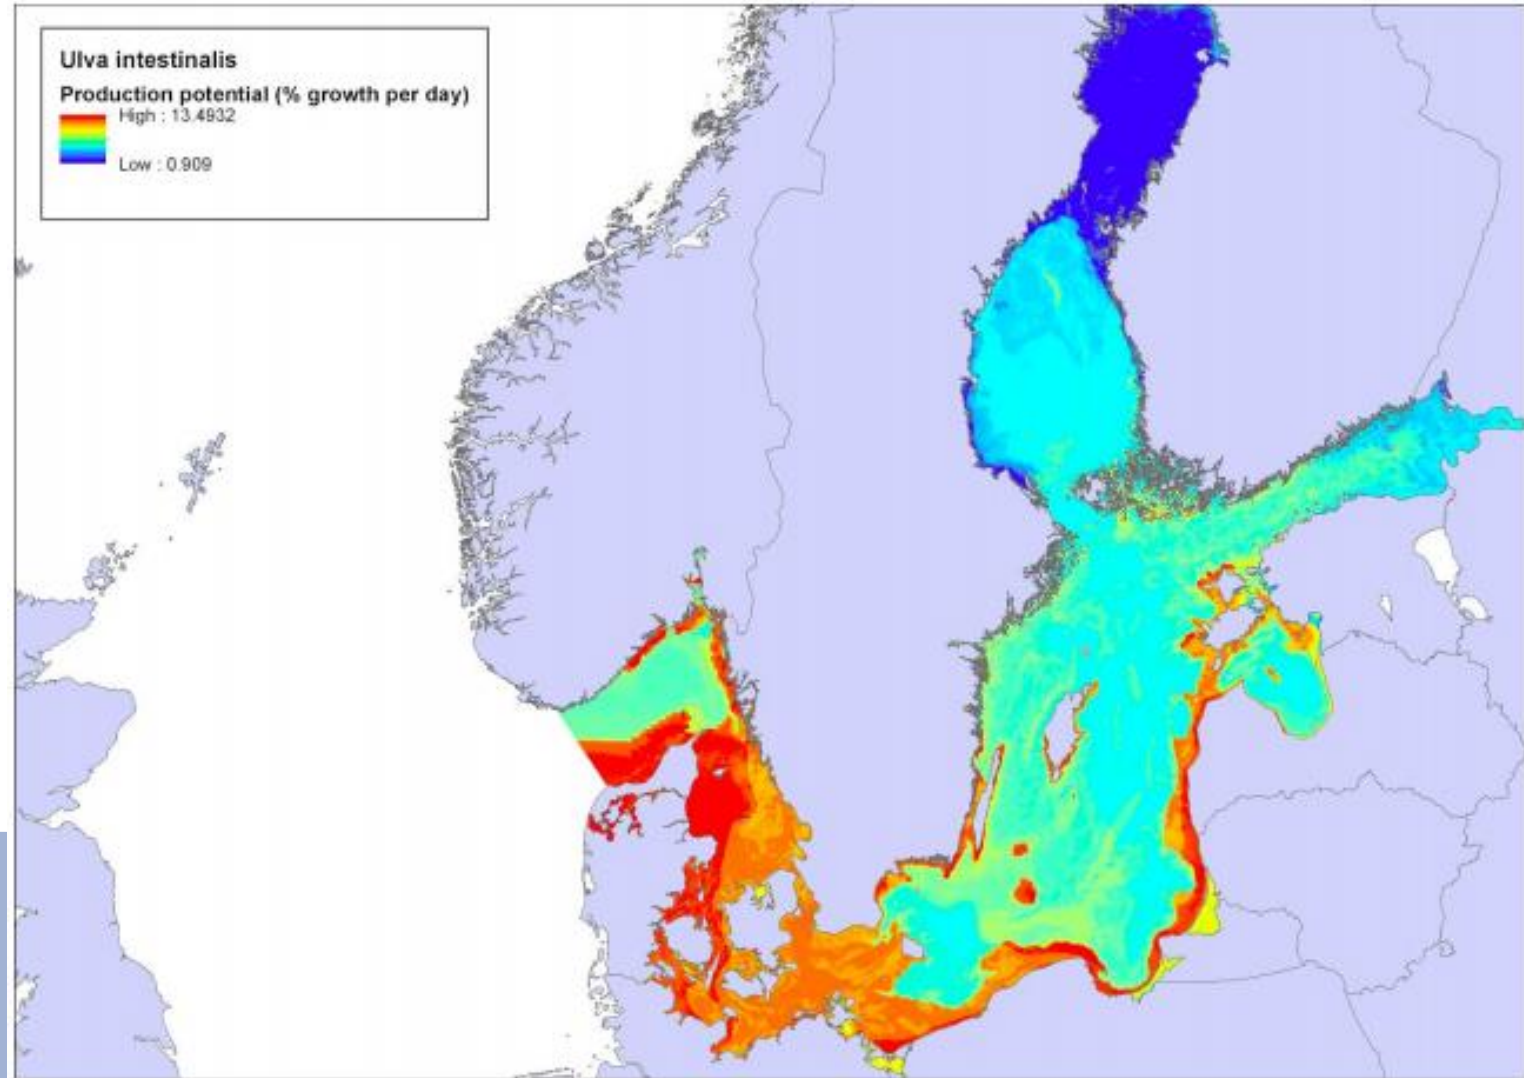 Ulva intestinalis
Production potential (% growth per day)
High : 13.4932
Low : 0.909